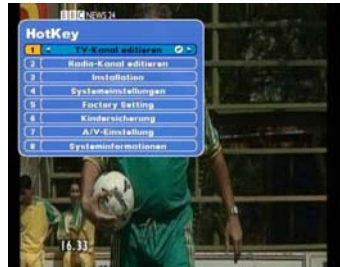 BBC NEWS 24
HotKey
1 TV-Kanal editieren
2 Radio-Kanal editieren
3 Installation
4 Systemeinstellungen
5 Factory Setting
6 Kindersicherung
7 A/V-Einstellung
8 Systeminformationen
16.33